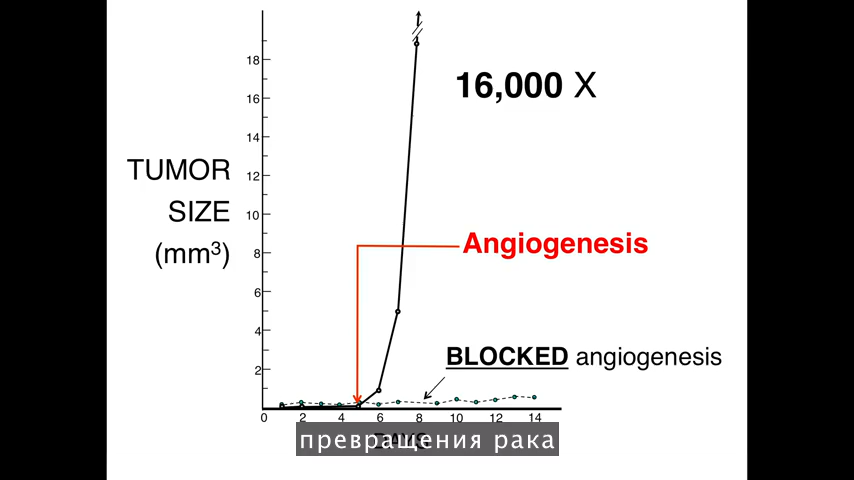 18
16
14
12
10
8
6
4
2
0 2 4 6 8 10 12 14
TUMOR
SIZE
(mm³)
16,000 X
Angiogenesis
BLOCKED angiogenesis
DAYS
превращения рака